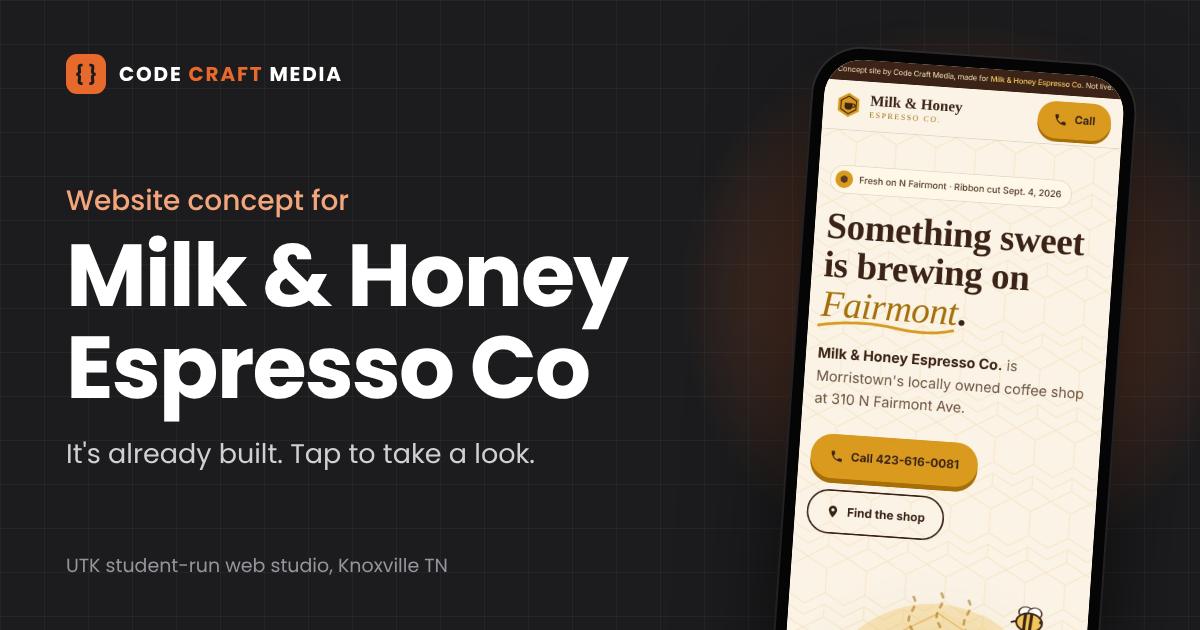 { } CODE CRAFT MEDIA
Website concept for
Milk & Honey
Espresso Co
It's already built. Tap to take a look.
UTK student-run web studio, Knoxville TN
Concept site by Code Craft Media, made for Milk & Honey Espresso Co. Not live.
Milk & Honey
ESPRESSO CO.
Call
Fresh on N Fairmont · Ribbon cut Sept. 4, 2026
Something sweet
is brewing on
Fairmont.
Milk & Honey Espresso Co. is
Morristown's locally owned coffee shop
at 310 N Fairmont Ave.
Call 423-616-0081
Find the shop